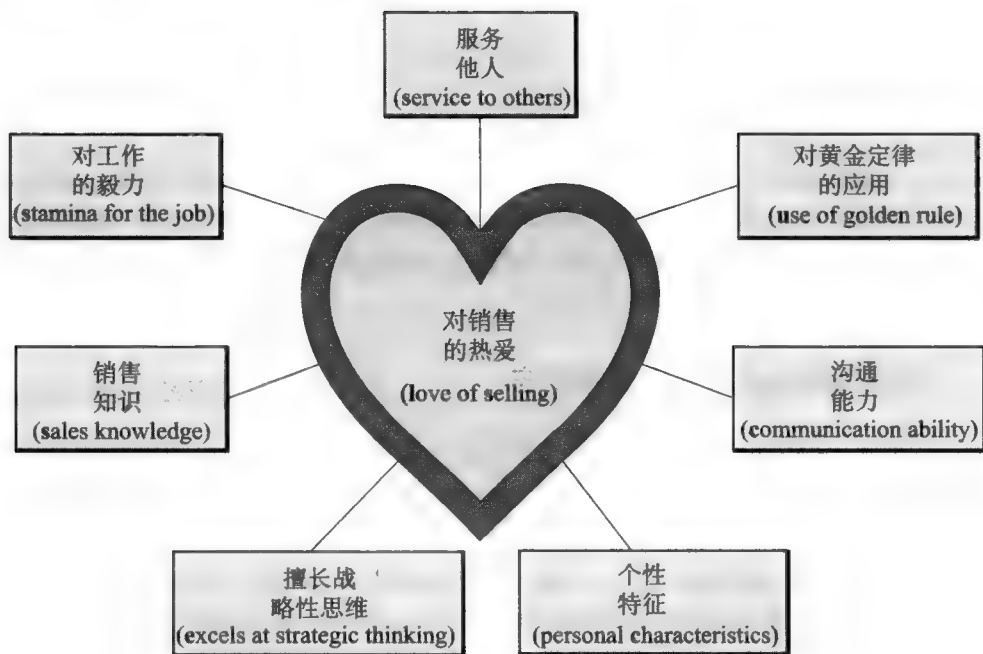 服务
他人
(service to others)
对工作
的毅力
(stamina for the job)
对黄金定律
的应用
(use of golden rule)
对销售
的热爱
(love of selling)
销售
知识
(sales knowledge)
沟通
能力
(communication ability)
擅长战
略性思维
(excels at strategic thinking)
个性
特征
(personal characteristics)